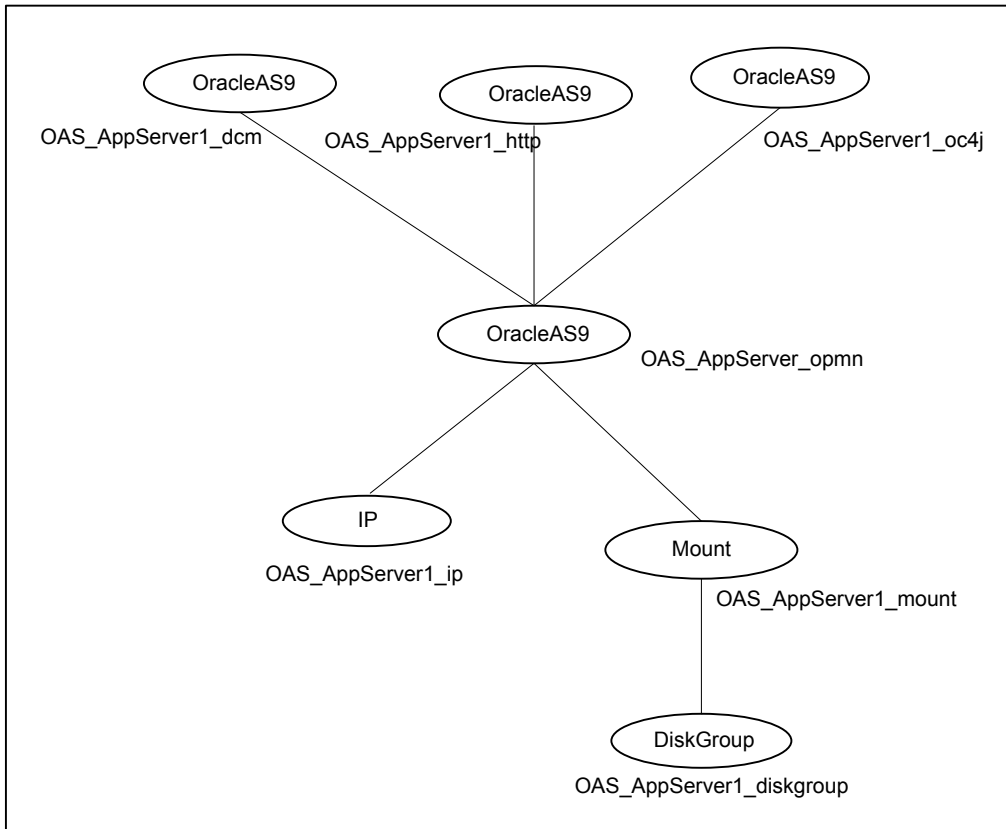 OracleAS9
OAS_AppServer1_dcm
OracleAS9
OAS_AppServer1_http
OracleAS9
OAS_AppServer1_oc4j
OracleAS9
OAS_AppServer_opmn
IP
OAS_AppServer1_ip
Mount
OAS_AppServer1_mount
DiskGroup
OAS_AppServer1_diskgroup